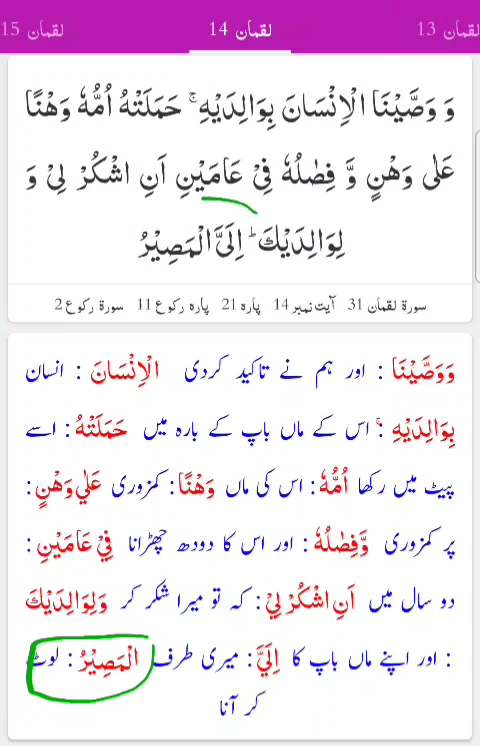 لقمان 13 لقمان 14 لقمان 15
وَ وَصَّیْنَا الْاِنْسَانَ بِوَالِدَیْهِ ۚ حَمَلَتْهُ اُمُّهٗ وَهْنًا
عَلٰى وَهْنٍ وَّ فِصٰلُهٗ فِیْ عَامَیْنِ اَنِ اشْكُرْ لِیْ وَ
لِوَالِدَیْكَ ؕ اِلَیَّ الْمَصِیْرُ
سورۃ لقمان 31 آیت نمبر 14 پارہ 21 پارہ رکوع 11 سورۃ رکوع 2
وَوَصَّیْنَا : اور ہم نے تاکید کردی الْاِنْسَانَ : انسان
بِوَالِدَیْهِ ۚ : اس کے ماں باپ کے بارہ میں حَمَلَتْهُ : اسے
پیٹ میں رکھا اُمُّهٗ : اس کی ماں وَهْنًا : کمزوری عَلٰي وَهْنٍ :
پر کمزوری وَّفِصٰلُهٗ : اور اس کا دودھ چھڑانا فِيْ عَامَیْنِ :
دو سال میں اَنِ اشْكُرْ لِيْ : کہ تو میرا شکر کر وَلِوَالِدَیْكَ
: اور اپنے ماں باپ کا اِلَيَّ : میری طرف الْمَصِیْرُ : لوٹ
کر آنا